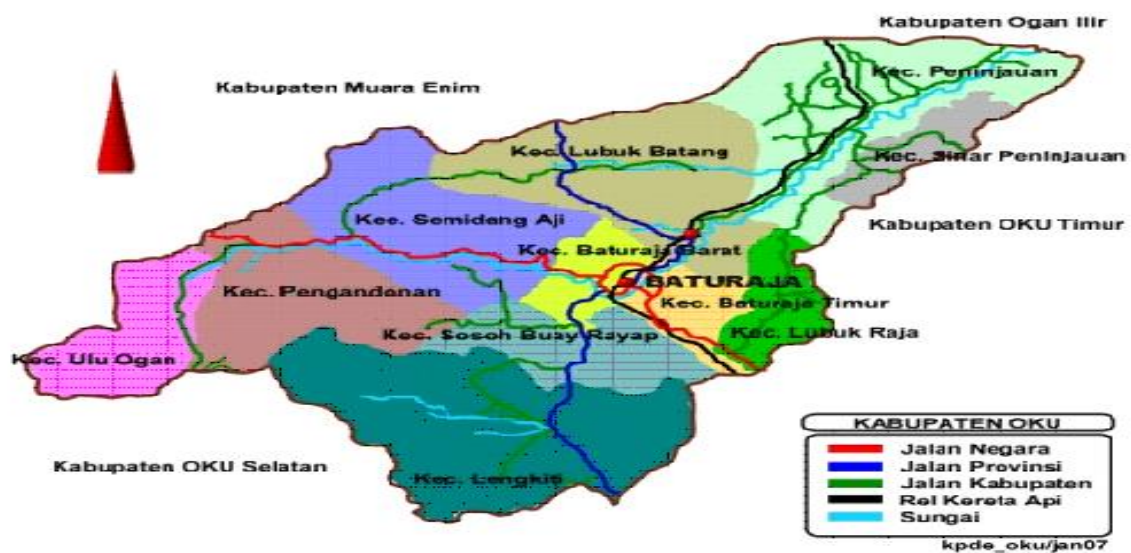 Kabupaten Ogan Ilir
Kec. Peninjauan
Kabupaten Muara Enim
Kec. Lubuk Batang
Kec. Sinar Peninjauan
Kec. Semidang Aji
Kabupaten OKU Timur
Kec. Baturaja Barat
BATURAJA
Kec. Pengandonan
Kec. Baturaja Timur
Kec. Sosoh Buay Rayap
Kec. Lubuk Raja
Kec. Ulu Ogan
Kabupaten OKU Selatan
Kec. Lengkiti
KABUPATEN OKU
Jalan Negara
Jalan Provinsi
Jalan Kabupaten
Rel Kereta Api
Sungai
kpde_oku/jan07